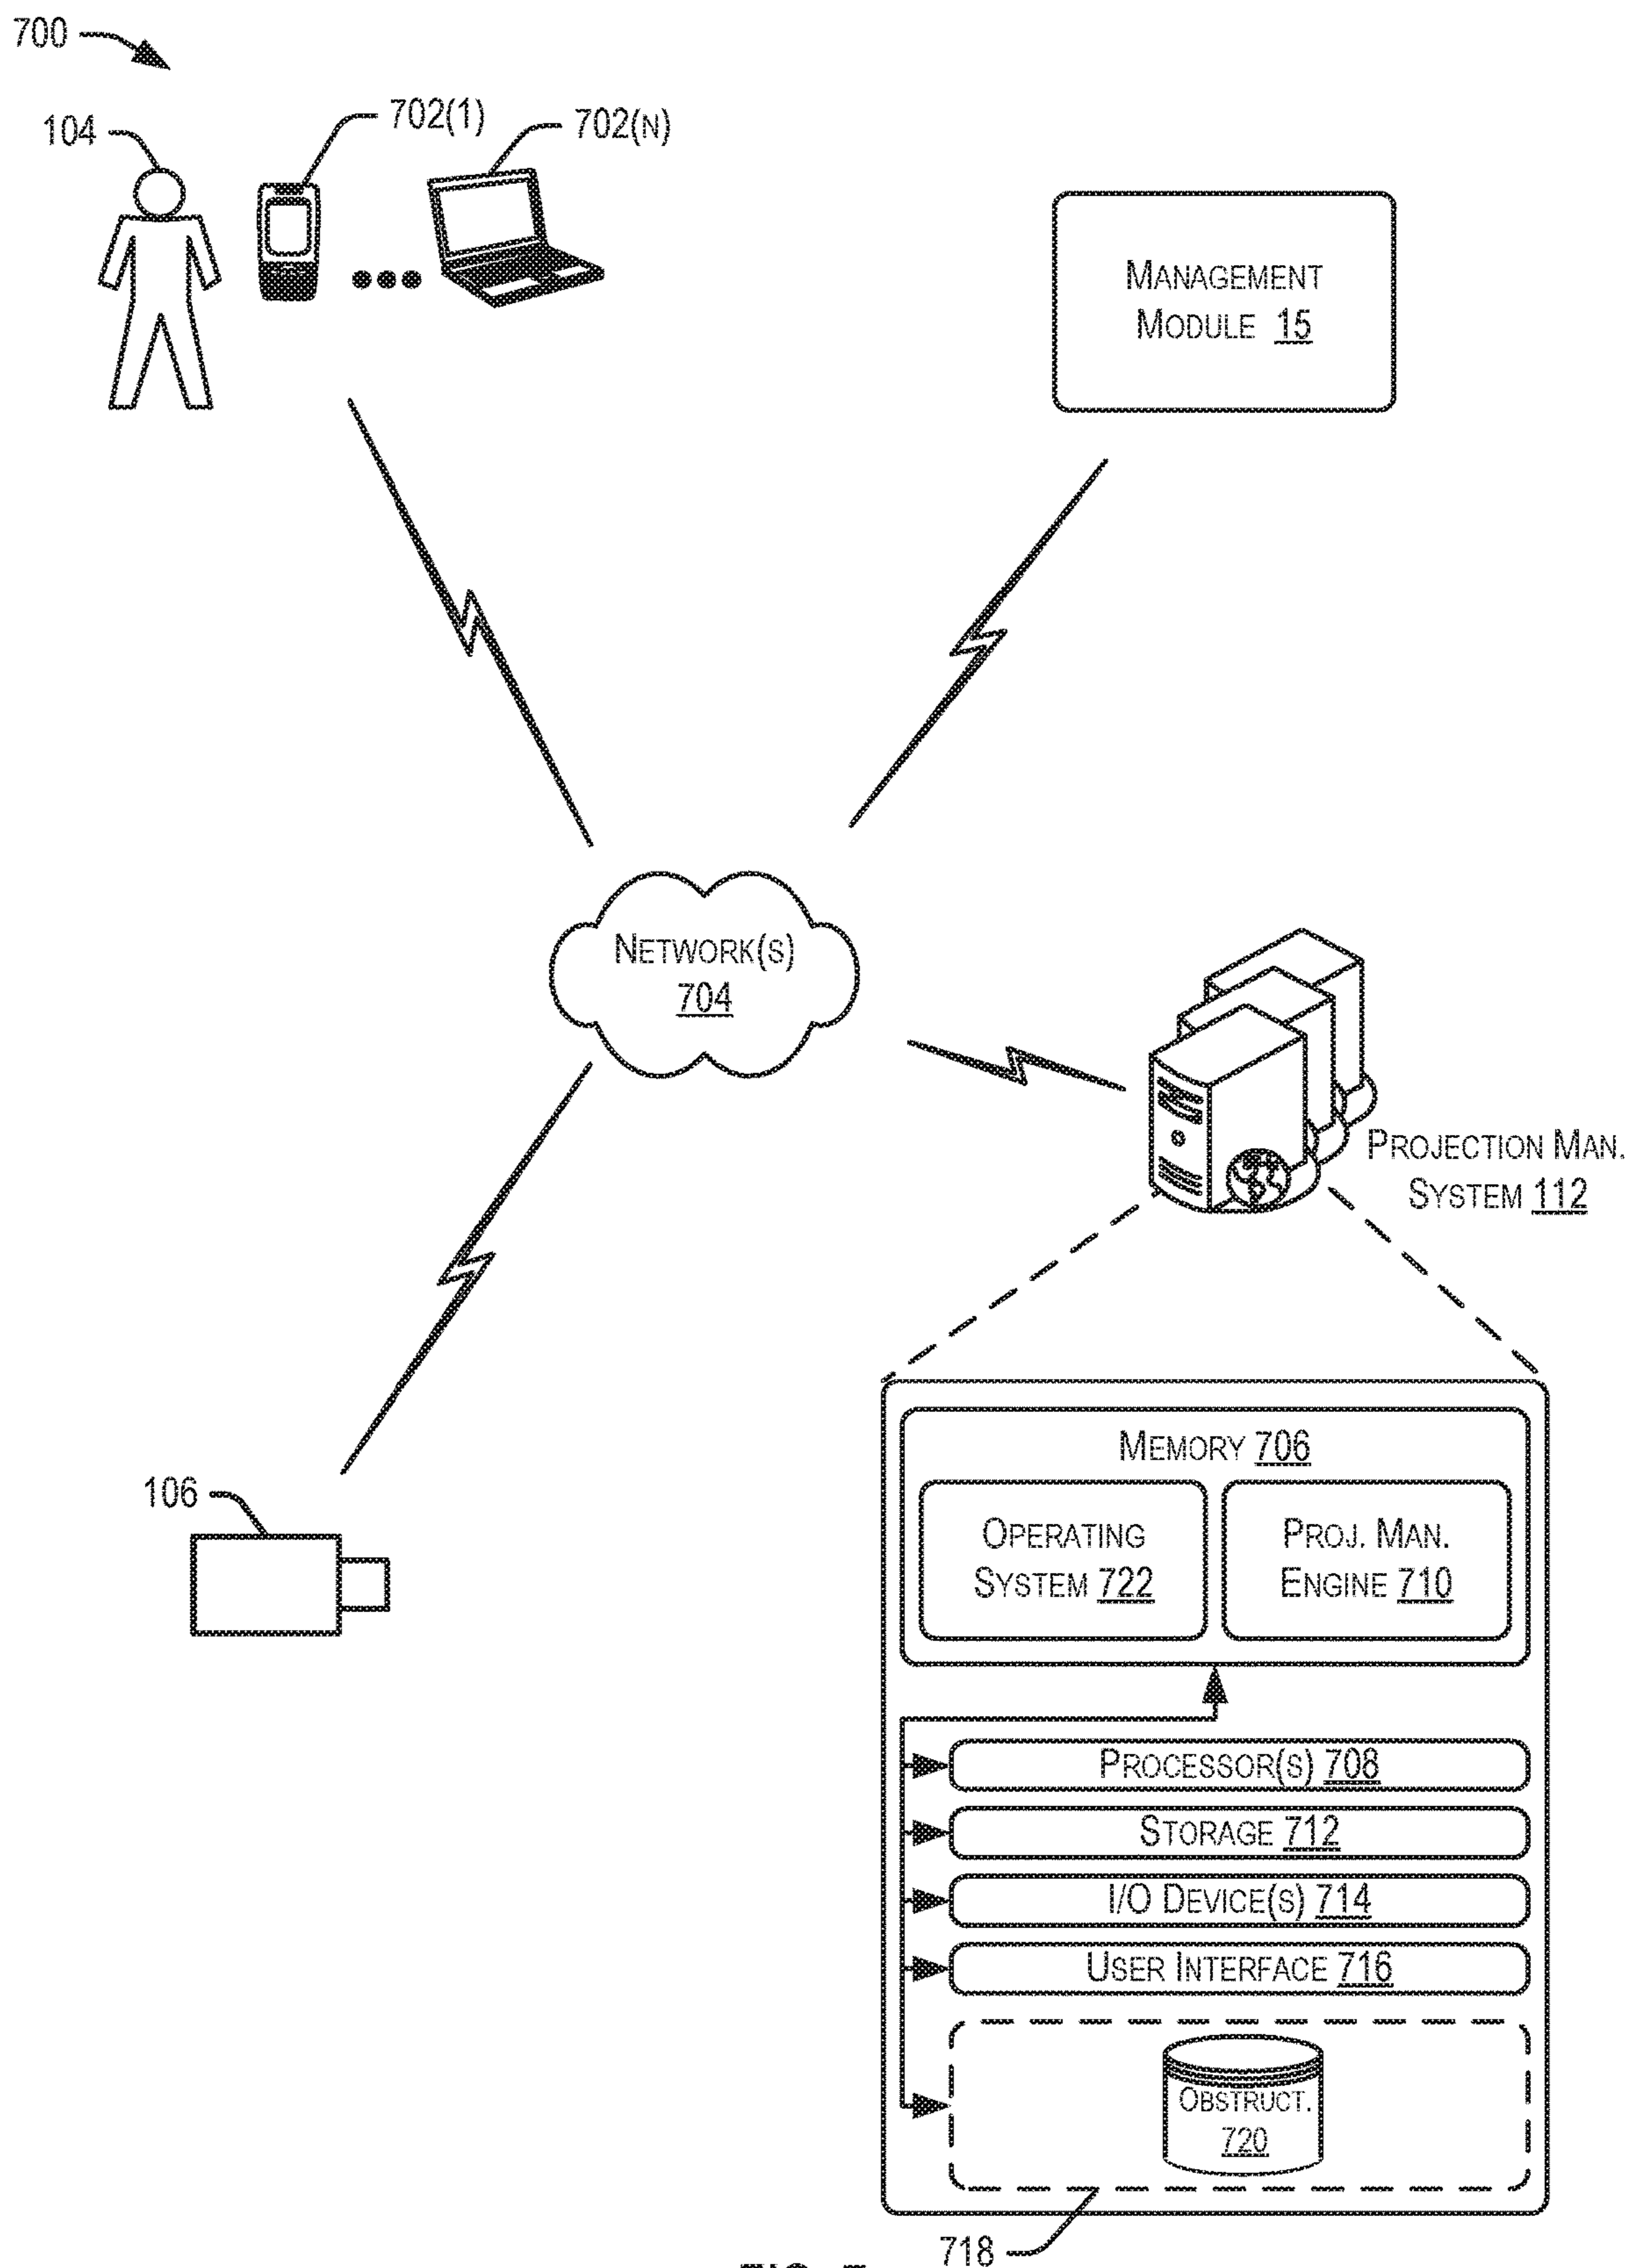 700
104
702(1)
702(N)
MANAGEMENT
MODULE 15
NETWORK(S)
704
PROJECTION MAN.
SYSTEM 112
106
MEMORY 706
OPERATING
SYSTEM 722
PROJ. MAN.
ENGINE 710
PROCESSOR(S) 708
STORAGE 712
I/O DEVICE(S) 714
USER INTERFACE 716
OBSTRUCT.
720
718